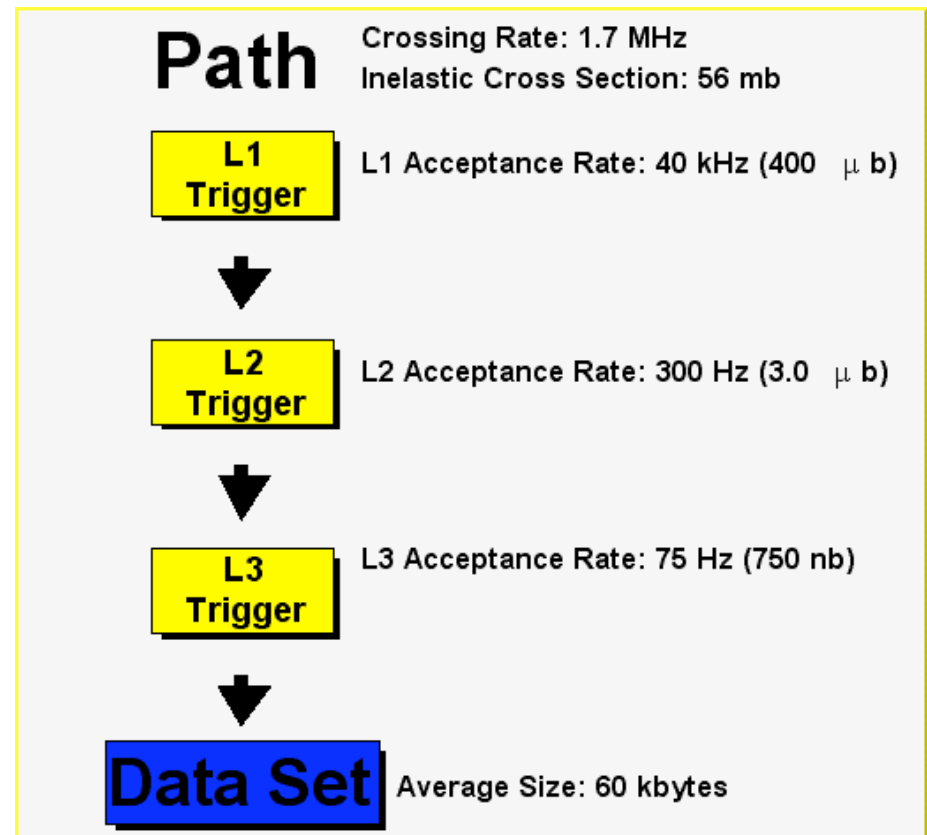 Path
Crossing Rate: 1.7 MHz
Inelastic Cross Section: 56 mb
L1
Trigger
L1 Acceptance Rate: 40 kHz (400 μ b)
L2
Trigger
L2 Acceptance Rate: 300 Hz (3.0 μ b)
L3
Trigger
L3 Acceptance Rate: 75 Hz (750 nb)
Data Set
Average Size: 60 kbytes